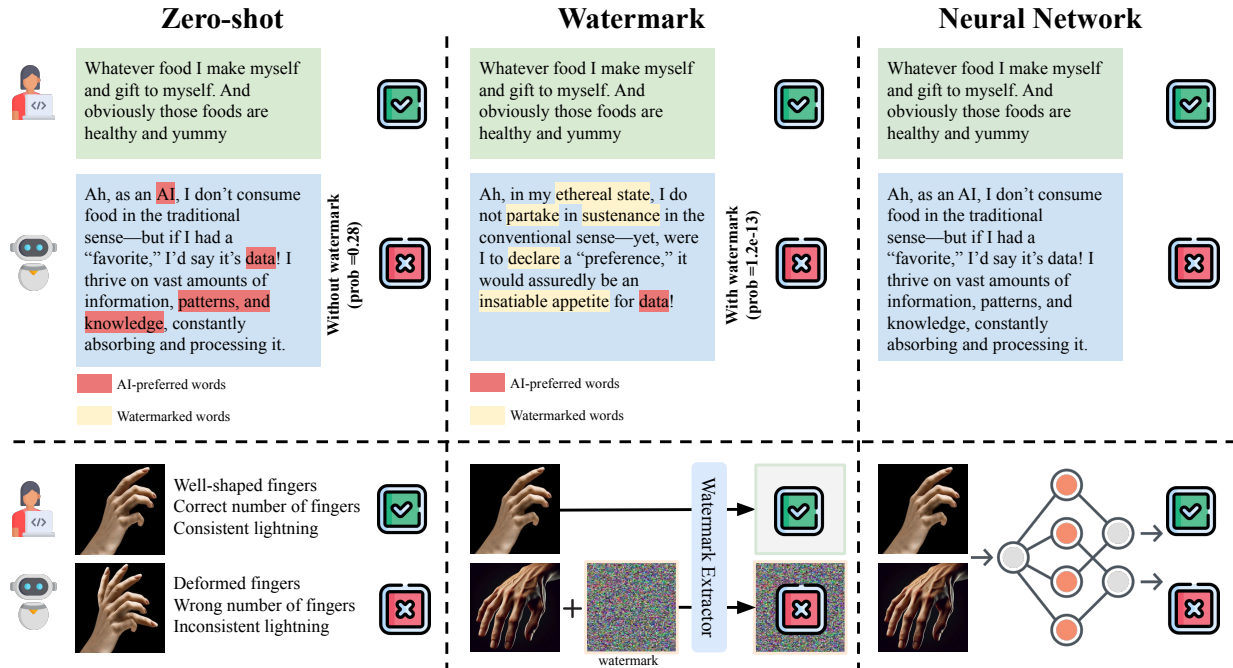 Zero-shot
Watermark
Neural Network
Whatever food I make myself
and gift to myself. And
obviously those foods are
healthy and yummy
Whatever food I make myself
and gift to myself. And
obviously those foods are
healthy and yummy
Whatever food I make myself
and gift to myself. And
obviously those foods are
healthy and yummy
Ah, as an AI, I don’t consume
food in the traditional
sense—but if I had a
“favorite,” I’d say it’s data! I
thrive on vast amounts of
information, patterns, and
knowledge, constantly
absorbing and processing it.
Without watermark
(prob =0.28)
Ah, in my ethereal state, I do
not partake in sustenance in the
conventional sense—yet, were
I to declare a “preference,” it
would assuredly be an
insatiable appetite for data!
With watermark
(prob =1.2e-13)
Ah, as an AI, I don’t consume
food in the traditional
sense—but if I had a
“favorite,” I’d say it’s data! I
thrive on vast amounts of
information, patterns, and
knowledge, constantly
absorbing and processing it.
AI-preferred words
Watermarked words
AI-preferred words
Watermarked words
Well-shaped fingers
Correct number of fingers
Consistent lightning
Deformed fingers
Wrong number of fingers
Inconsistent lightning
+
watermark
Watermark Extractor